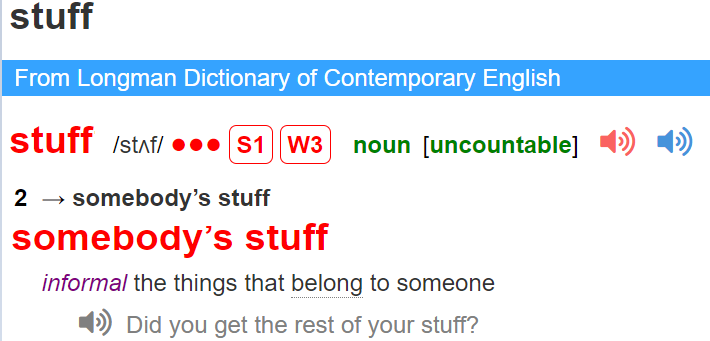 stuff
From Longman Dictionary of Contemporary English
stuff /stʌf/ ●●● S1 W3 noun [uncountable]
2 → somebody’s stuff
somebody’s stuff
informal the things that belong to someone
Did you get the rest of your stuff?